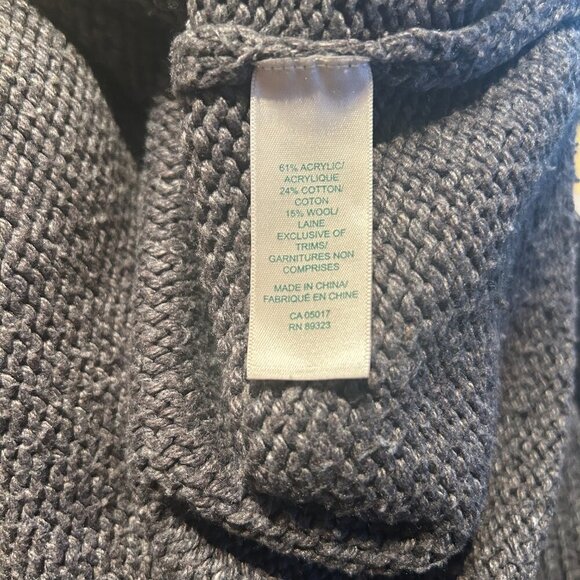 61% ACRYLIC/
ACRYLIQUE
24% COTTON/
COTON
15% WOOL/
LAINE
EXCLUSIVE OF
TRIMS/
GARNITURES NON
COMPRISES
MADE IN CHINA/
FABRIQUÉ EN CHINE
CA 05017
RN 89323